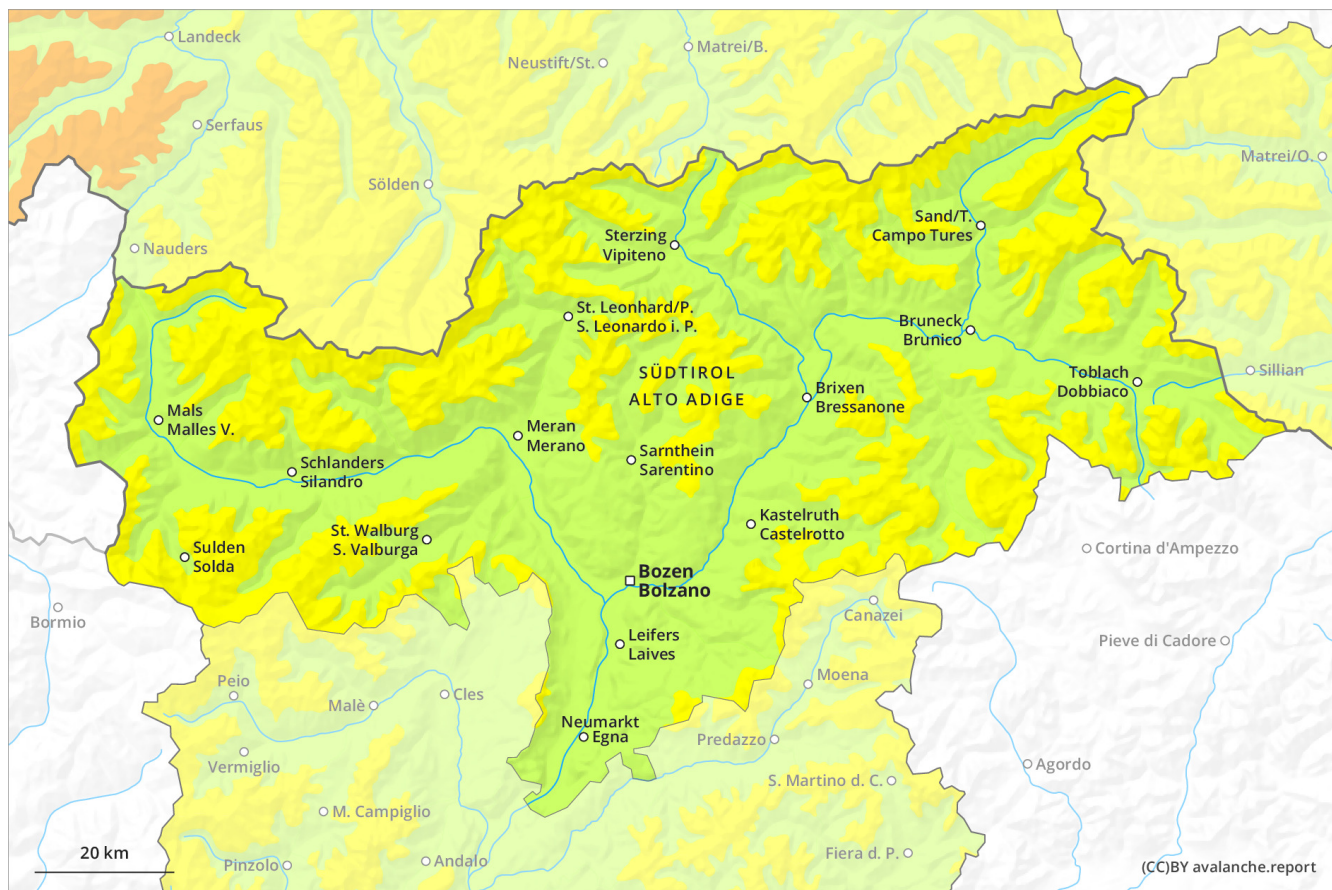 Landeck
Matrei/B.
Neustift/St.
Serfaus
Matrei/O.
Sölden
Sand/T.
Campo Tures
Sterzing
Vipiteno
Nauders
St. Leonhard/P.
S. Leonardo i. P.
Bruneck
Brunico
SÜDTIROL
ALTO ADIGE
Toblach
Dobbiaco
Sillian
Brixen
Bressanone
Mals
Malles V.
Meran
Merano
Sarnthein
Sarentino
Schlanders
Silandro
Kastelruth
Castelrotto
St. Walburg
S. Valburga
Sulden
Solda
Cortina d'Ampezzo
Bozen
Bolzano
Bormio
Canazei
Leifers
Laives
Pieve di Cadore
Peio
Malè
Cles
Moena
Neumarkt
Egna
Predazzo
Vermiglio
Agordo
S. Martino d. C.
M. Campiglio
20 km
Pinzolo
Andalo
Fiera d. P.
(CC)BY avalanche.report